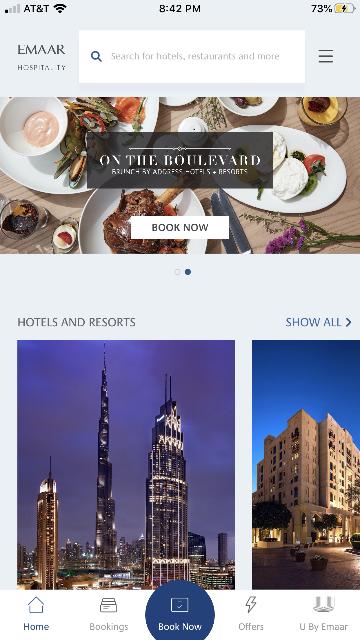 AT&T
8:42 PM
73%
EMAAR
HOSPITALITY
Search for hotels, restaurants and more
ON THE BOULEVARD
BRUNCH BY ADDRESS HOTELS + RESORTS
BOOK NOW
HOTELS AND RESORTS
SHOW ALL
Home
Bookings
Book Now
Offers
U By Emaar